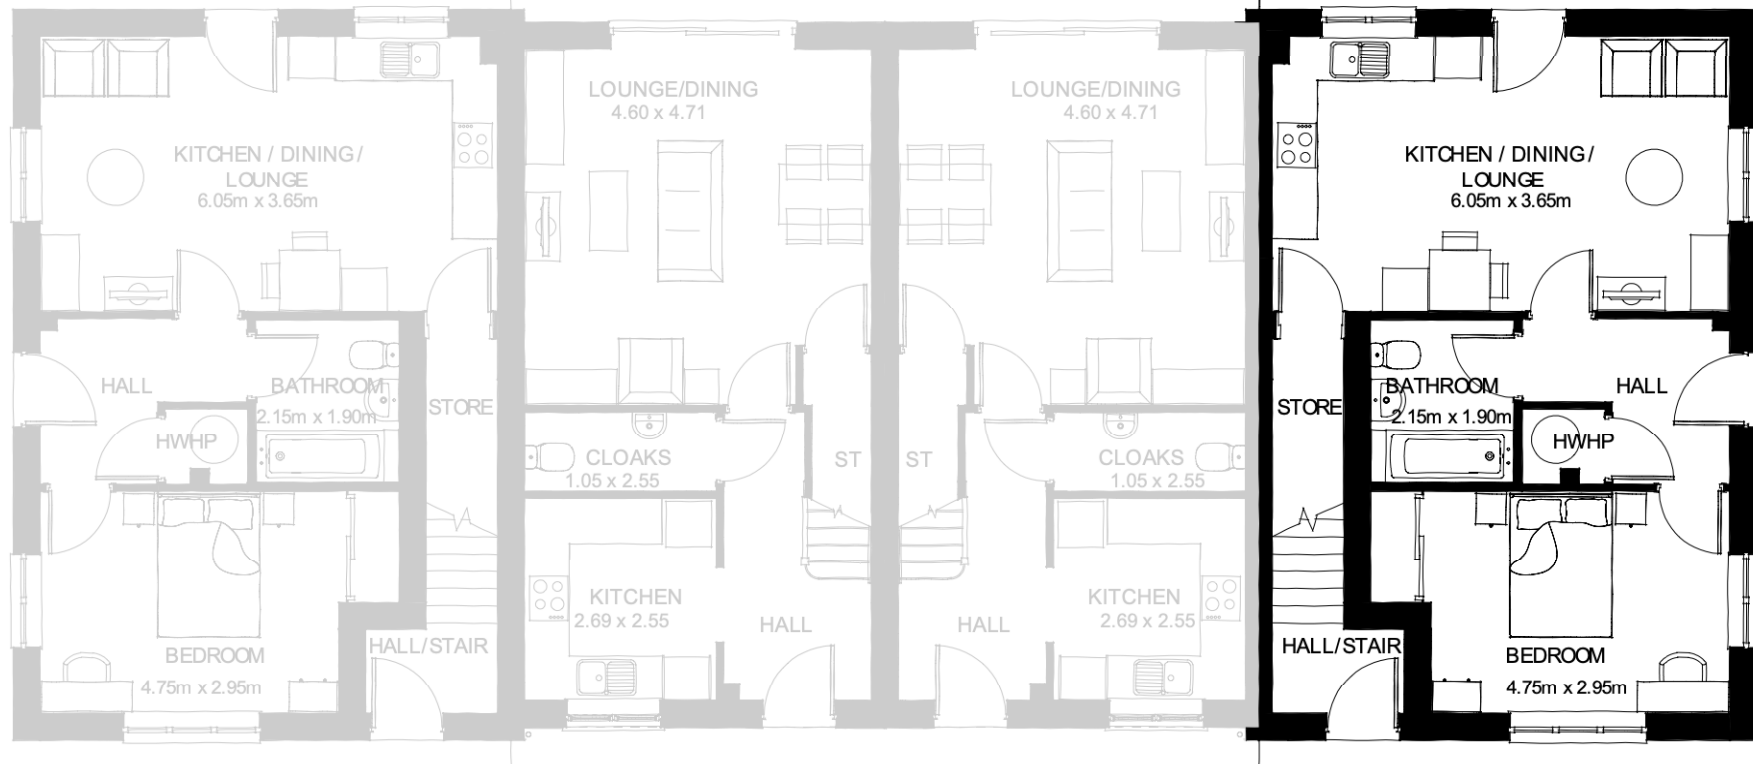 KITCHEN / DINING /
LOUNGE
6.05m x 3.65m
HALL
BATHROOM
2.15m x 1.90m
STORE
HWHP
BEDROOM
4.75m x 2.95m
HALL/STAIR
LOUNGE/DINING
4.60 x 4.71
CLOAKS
1.05 x 2.55
ST
KITCHEN
2.69 x 2.55
HALL
LOUNGE/DINING
4.60 x 4.71
ST
CLOAKS
1.05 x 2.55
HALL
KITCHEN
2.69 x 2.55
KITCHEN / DINING /
LOUNGE
6.05m x 3.65m
STORE
BATHROOM
2.15m x 1.90m
HALL
HWHP
HALL/STAIR
BEDROOM
4.75m x 2.95m